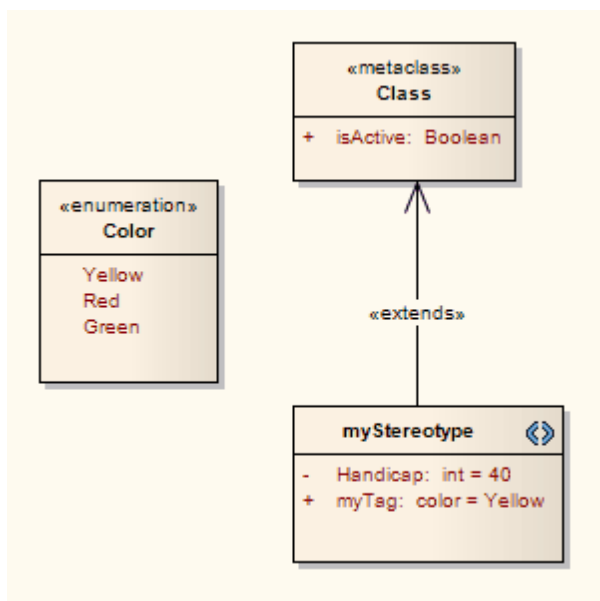 «metaclass»
Class
+ isActive: Boolean
«enumeration»
Color
Yellow
Red
Green
«extends»
myStereotype
- Handicap: int = 40
+ myTag: color = Yellow